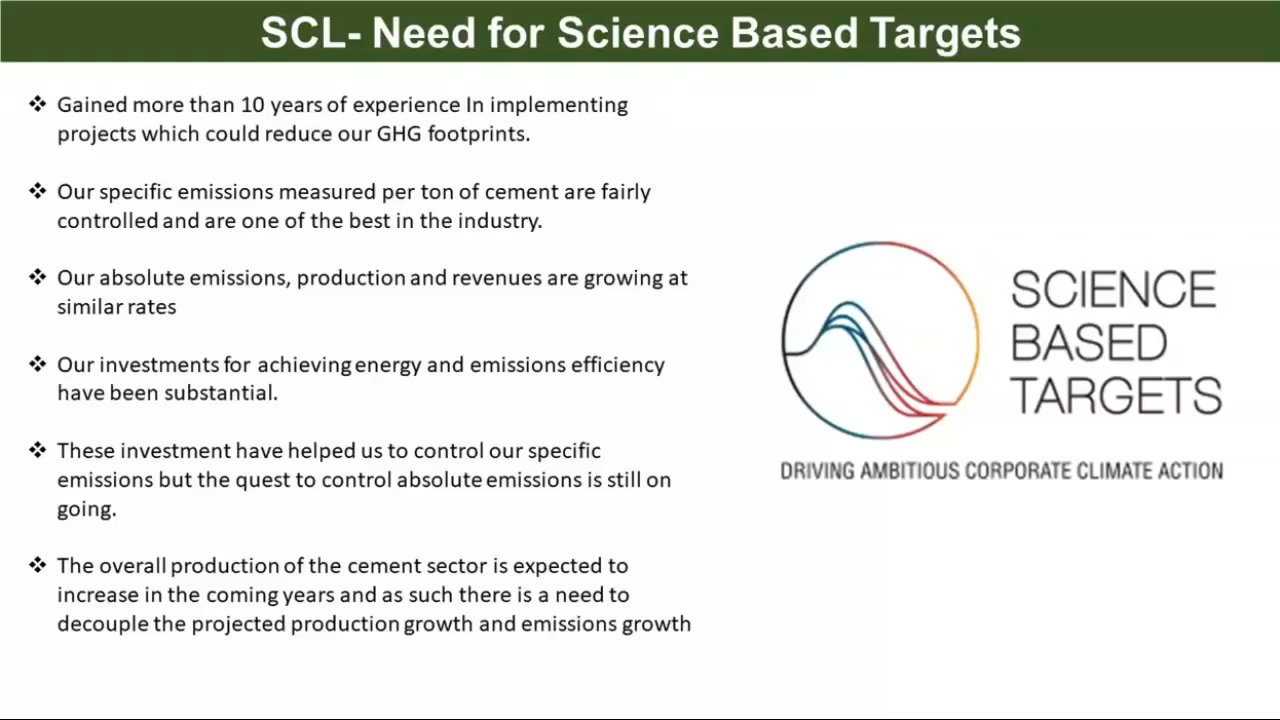 SCL- Need for Science Based Targets
❖ Gained more than 10 years of experience In implementing
projects which could reduce our GHG footprints.
❖ Our specific emissions measured per ton of cement are fairly
controlled and are one of the best in the industry.
❖ Our absolute emissions, production and revenues are growing at
similar rates
❖ Our investments for achieving energy and emissions efficiency
have been substantial.
❖ These investment have helped us to control our specific
emissions but the quest to control absolute emissions is still on
going.
❖ The overall production of the cement sector is expected to
increase in the coming years and as such there is a need to
decouple the projected production growth and emissions growth
SCIENCE
BASED
TARGETS
DRIVING AMBITIOUS CORPORATE CLIMATE ACTION